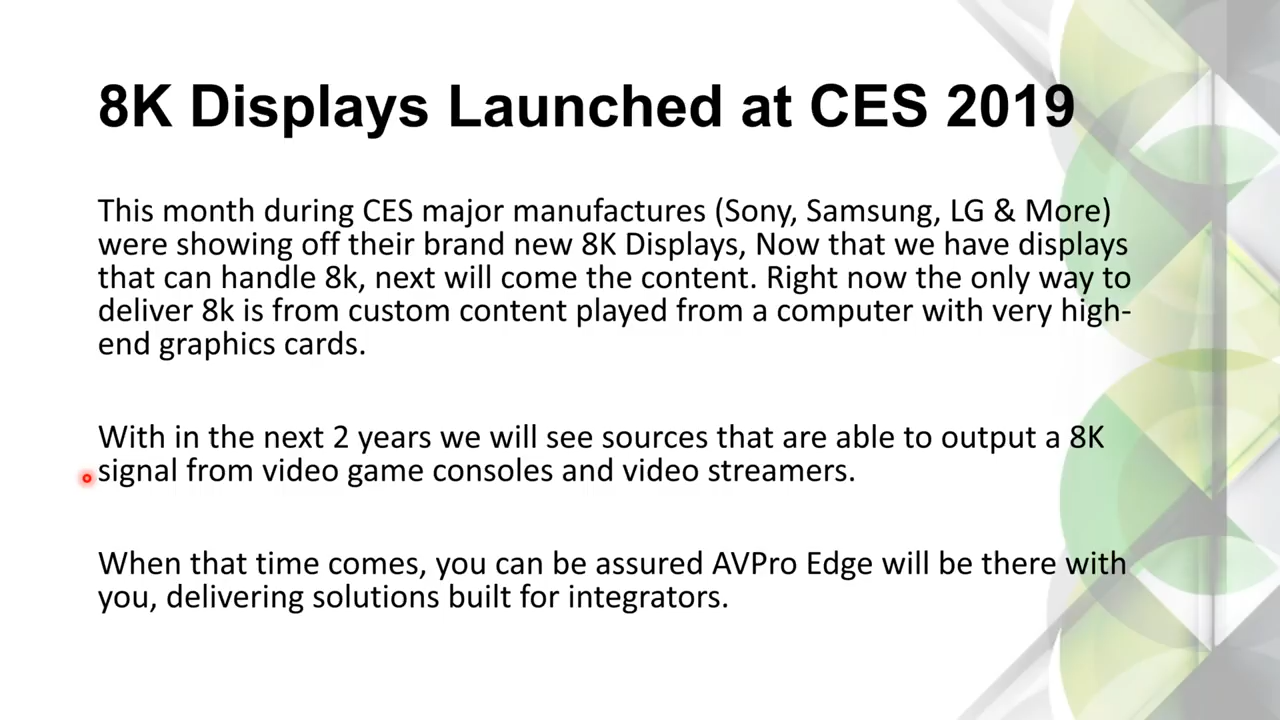 8K Displays Launched at CES 2019
This month during CES major manufactures (Sony, Samsung, LG & More)
were showing off their brand new 8K Displays, Now that we have displays
that can handle 8k, next will come the content. Right now the only way to
deliver 8k is from custom content played from a computer with very high-
end graphics cards.
With in the next 2 years we will see sources that are able to output a 8K
signal from video game consoles and video streamers.
When that time comes, you can be assured AVPro Edge will be there with
you, delivering solutions built for integrators.